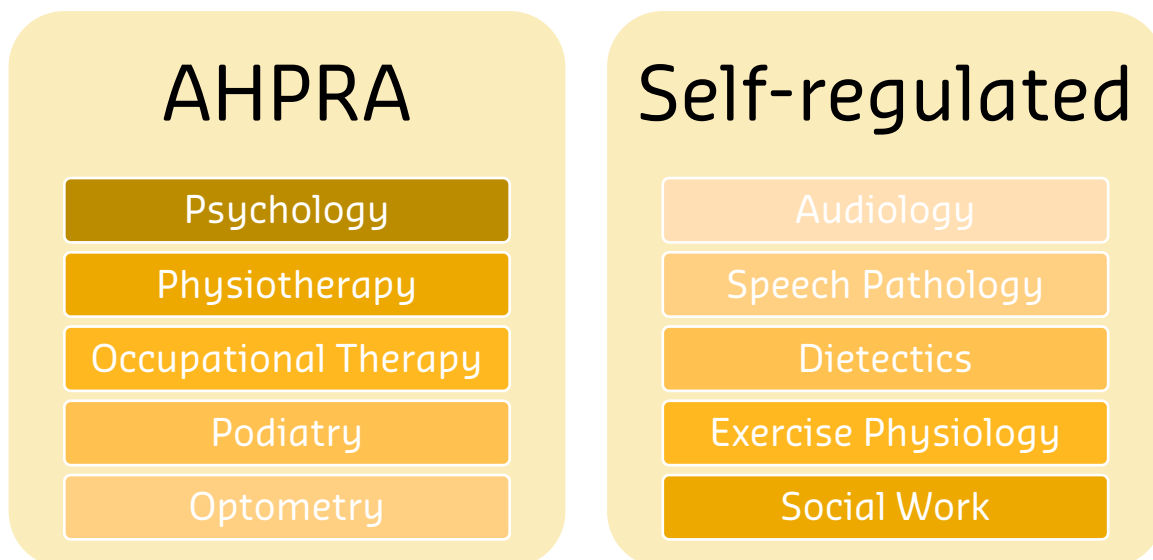 AHPRA
Psychology
Physiotherapy
Occupational Therapy
Podiatry
Optometry
Self-regulated
Audiology
Speech Pathology
Dietectics
Exercise Physiology
Social Work